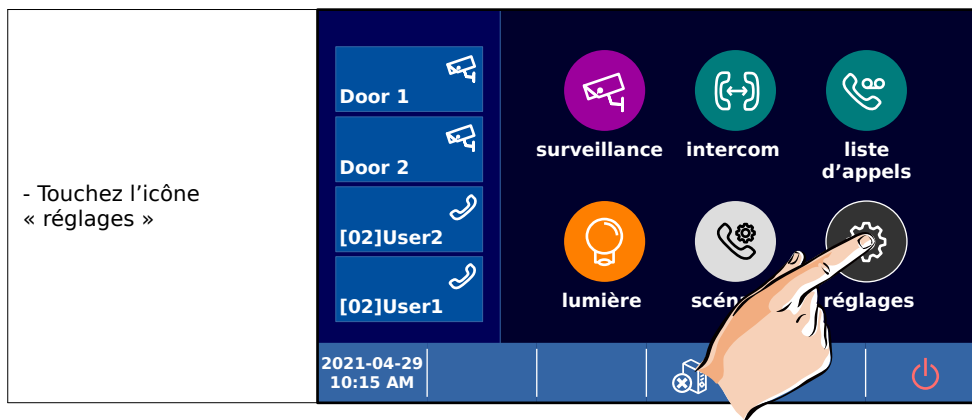 - Touchez l’icône
« réglages »
Door 1
Door 2
[02]User2
[02]User1
surveillance
intercom
liste
d’appels
lumière
réglages
2021-04-29
10:15 AM